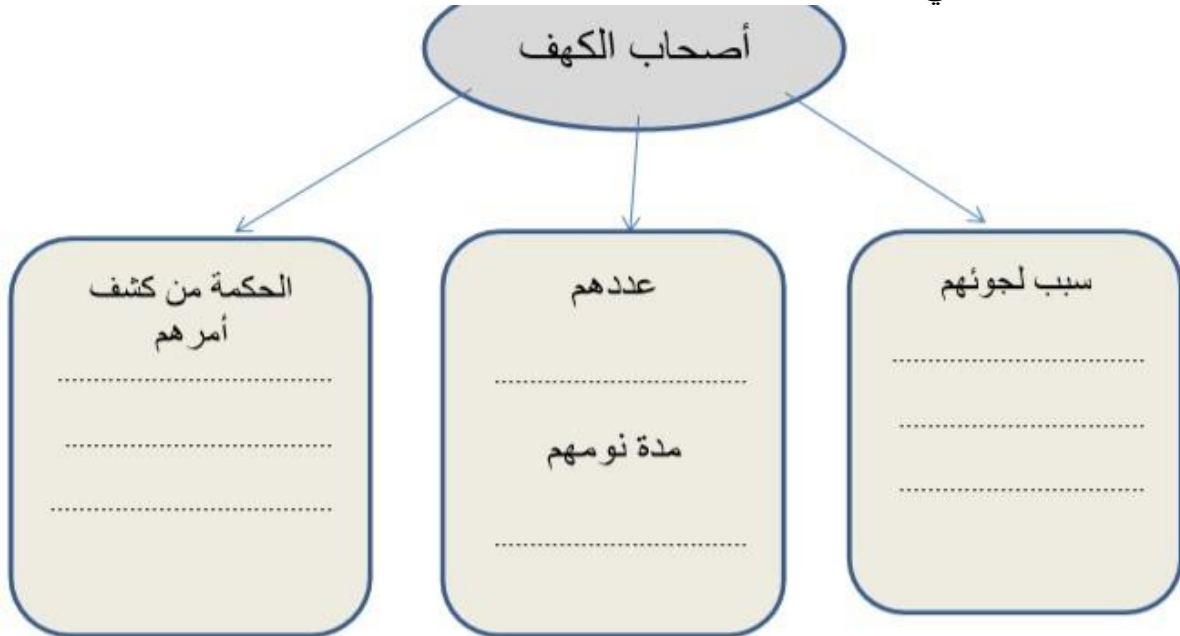 أصحاب الكهف
سبب لجوئهم
عددهم
مدة نومهم
الحكمة من كشف
أمرهم